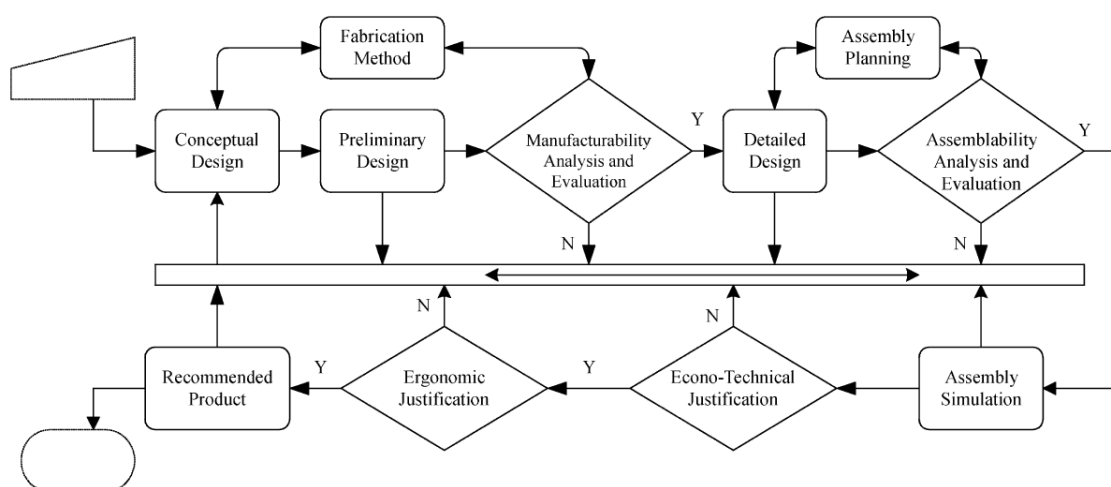 Fabrication
Method
Assembly
Planning
Conceptual
Design
Preliminary
Design
Manufacturability
Analysis and
Evaluation
Y
Detailed
Design
Assemblability
Analysis and
Evaluation
Y
N
N
N
N
Recommended
Product
Y
Ergonomic
Justification
Y
Econo-Technical
Justification
Assembly
Simulation